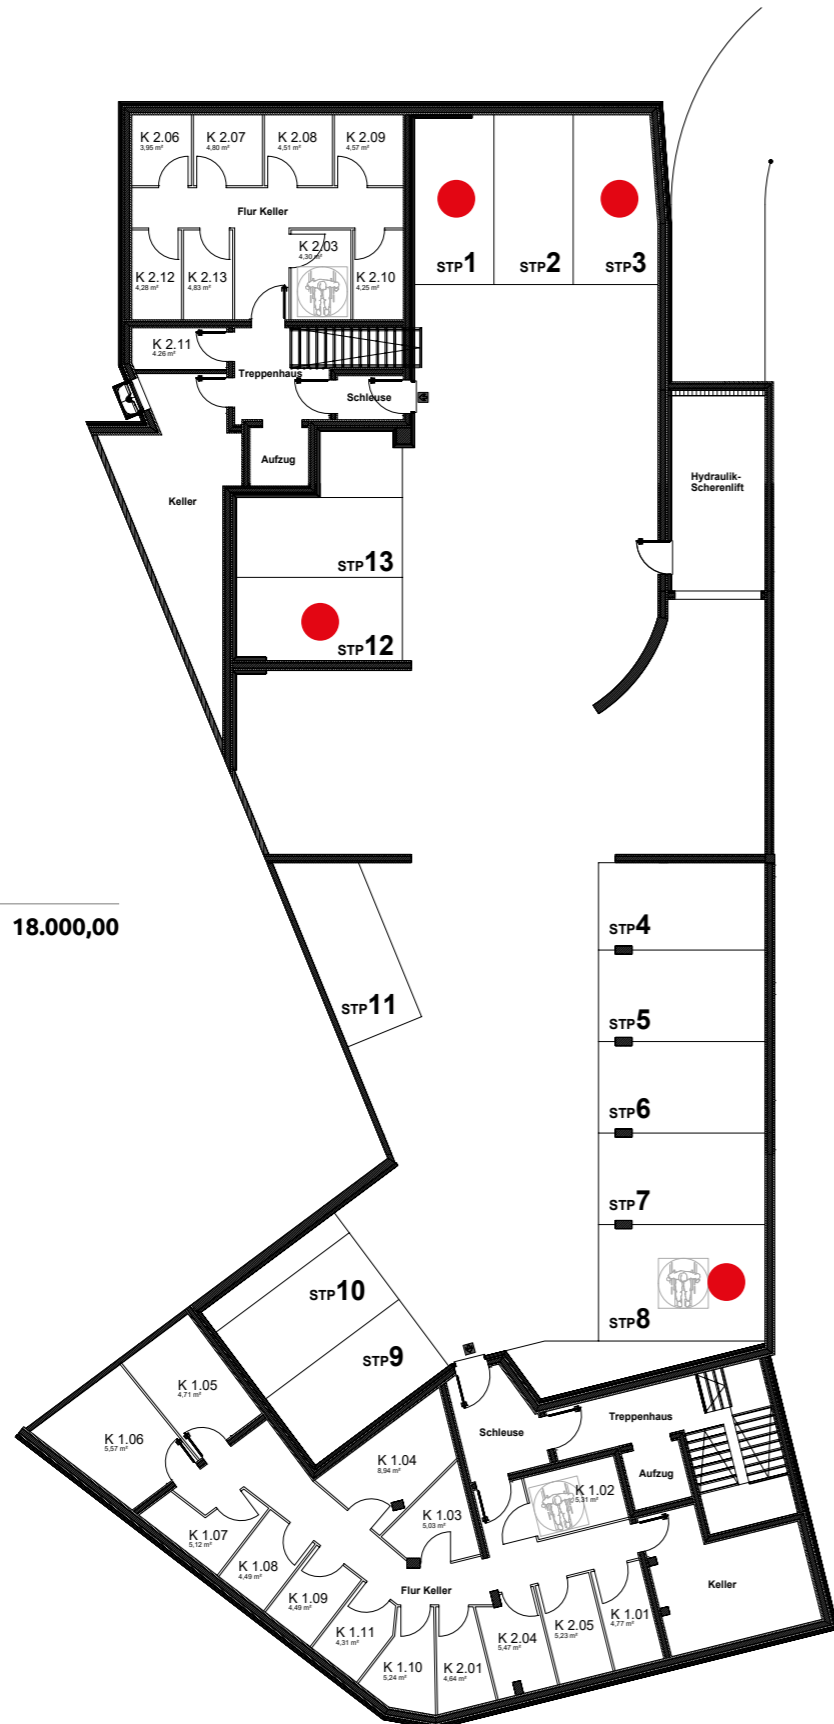 K 2.06
3,95 m²
K 2.07
4,80 m²
K 2.08
4,51 m²
K 2.09
4,57 m²
Flur Keller
K 2.03
4,30 m²
K 2.12
4,28 m²
K 2.13
4,83 m²
K 2.10
4,25 m²
STP1
STP2
STP3
K 2.11
4.26 m²
Treppenhaus
Schleuse
Aufzug
Keller
Hydraulik-
Scherenlift
STP13
STP12
18.000,00
STP4
STP11
STP5
STP6
STP7
STP8
STP10
STP9
K 1.05
4,71 m²
K 1.06
5,57 m²
K 1.04
8,94 m²
K 1.03
5,03 m²
Schleuse
Treppenhaus
Aufzug
K 1.02
5,31 m²
K 1.07
5,12 m²
K 1.08
4,49 m²
K 1.09
4,49 m²
K 1.11
4,31 m²
K 1.10
5,24 m²
Flur Keller
K 2.01
4,64 m²
K 2.04
5,47 m²
K 2.05
5,23 m²
K 1.01
4,77 m²
Keller